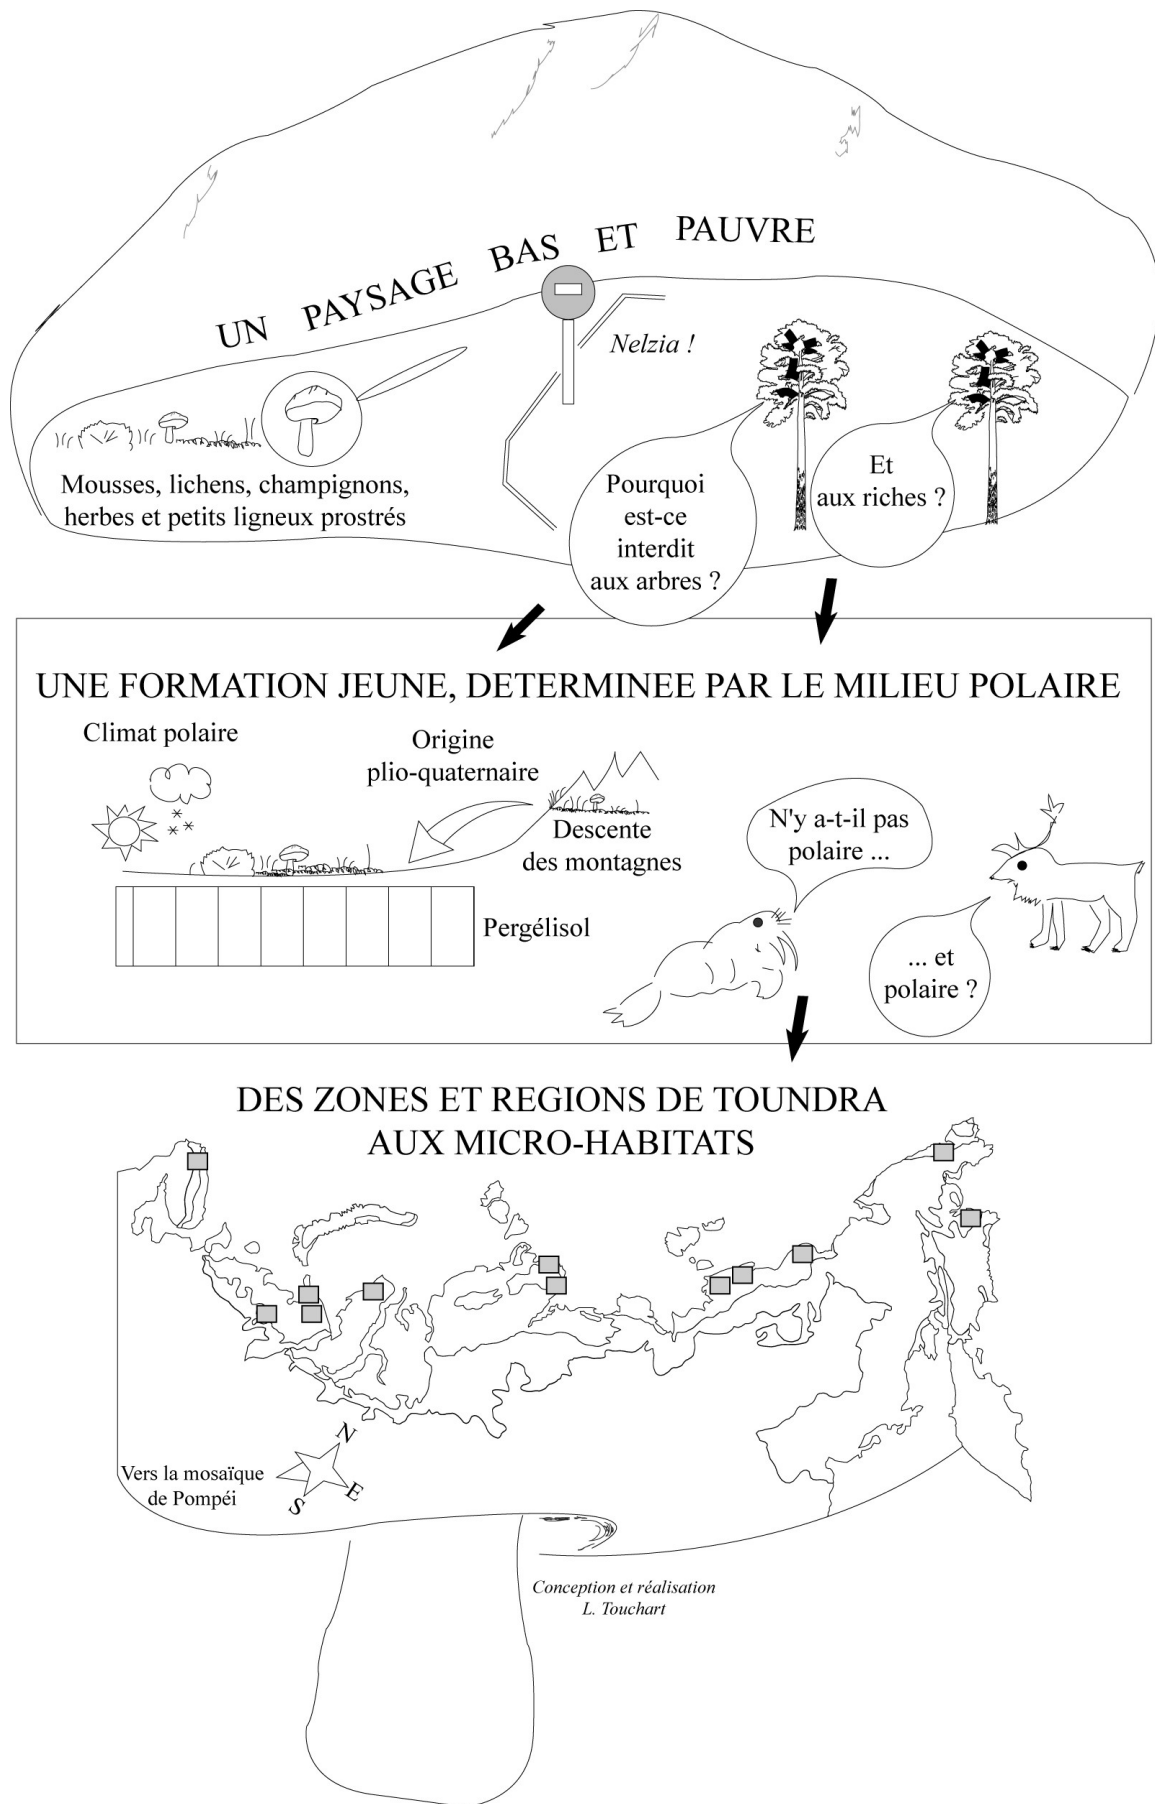 UN PAYSAGE BAS ET PAUVRE
Nelzia !
Mousses, lichens, champignons,
herbes et petits ligneux prostrés
Pourquoi
est-ce
interdit
aux arbres ?
Et
aux riches ?
UNE FORMATION JEUNE, DETERMINEE PAR LE MILIEU POLAIRE
Climat polaire
Origine
plio-quaternaire
Descente
des montagnes
Pergélisol
N'y a-t-il pas
polaire ...
... et
polaire ?
DES ZONES ET REGIONS DE TOUNDRA
AUX MICRO-HABITATS
N
E
S
Vers la mosaïque
de Pompéi
Conception et réalisation
L. Touchart